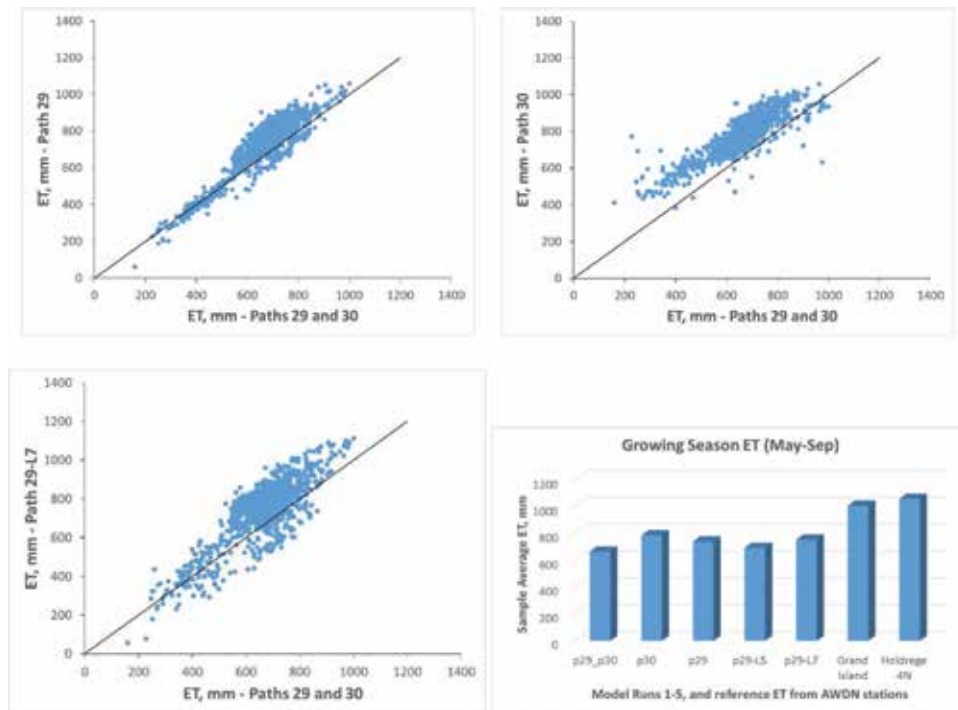 1400
1200
1000
800
600
400
200
0
ET, mm - Path 29
0 200 400 600 800 1000 1200 1400
ET, mm - Paths 29 and 30
1400
1200
1000
800
600
400
200
0
ET, mm - Path 30
0 200 400 600 800 1000 1200 1400
ET, mm - Paths 29 and 30
1400
1200
1000
800
600
400
200
0
ET, mm - Path 29-L7
0 200 400 600 800 1000 1200 1400
ET, mm - Paths 29 and 30
Growing Season ET (May-Sep)
1200
1000
800
600
400
200
0
Sample Average ET, mm
p29_p30 p30 p29 p29-L5 p29-L7 Grand Holdrege
Island 4N
Model Runs 1-5, and reference ET from AWDN stations